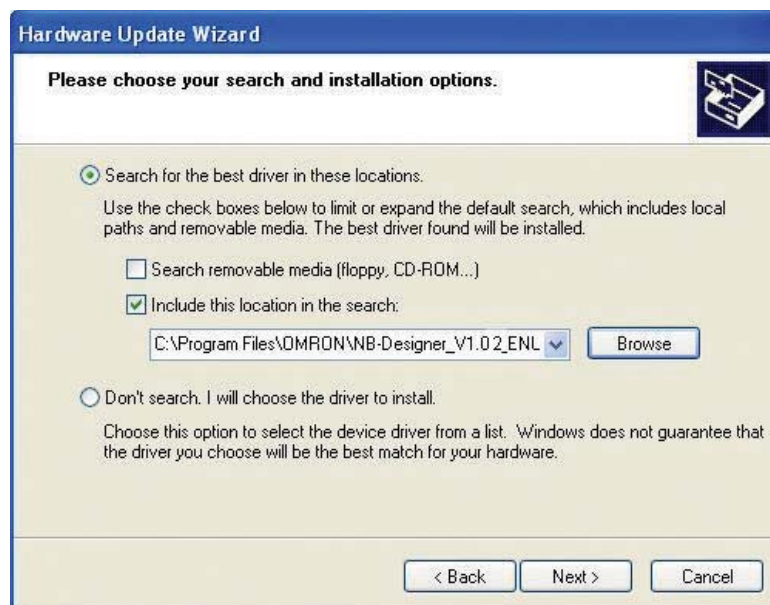 Hardware Update Wizard
Please choose your search and installation options.
Search for the best driver in these locations.
Use the check boxes below to limit or expand the default search, which includes local
paths and removable media. The best driver found will be installed.
Search removable media (floppy, CD-ROM...)
Include this location in the search:
C:\Program Files\OMRON\NB-Designer_V1.02_ENL
Browse
Don't search. I will choose the driver to install.
Choose this option to select the device driver from a list. Windows does not guarantee that
the driver you choose will be the best match for your hardware.
< Back
Next >
Cancel